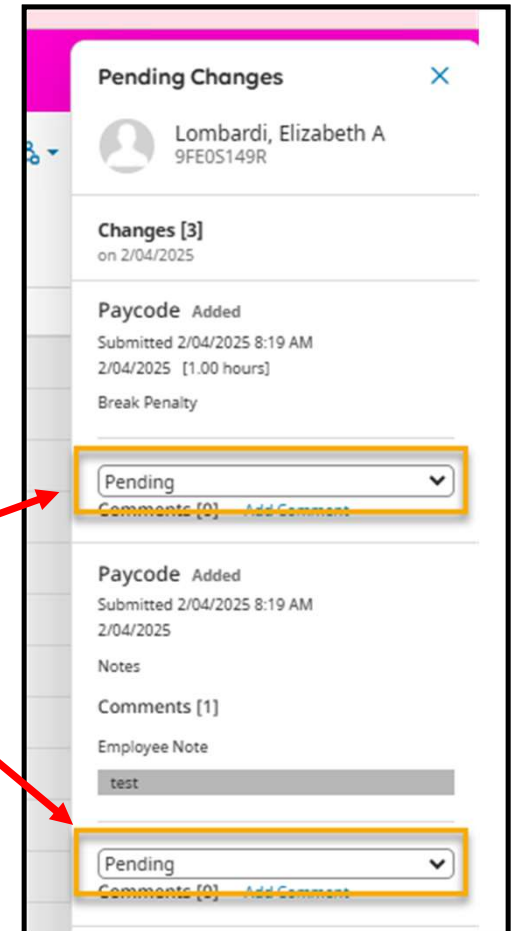 Pending Changes
Lombardi, Elizabeth A
9FE0S149R
Changes [3]
on 2/04/2025
Paycode Added
Submitted 2/04/2025 8:19 AM
2/04/2025 [1.00 hours]
Break Penalty
Pending
Comments [0] Add Comment
Paycode Added
Submitted 2/04/2025 8:19 AM
2/04/2025
Notes
Comments [1]
Employee Note
test
Pending
Comments [0] Add Comment